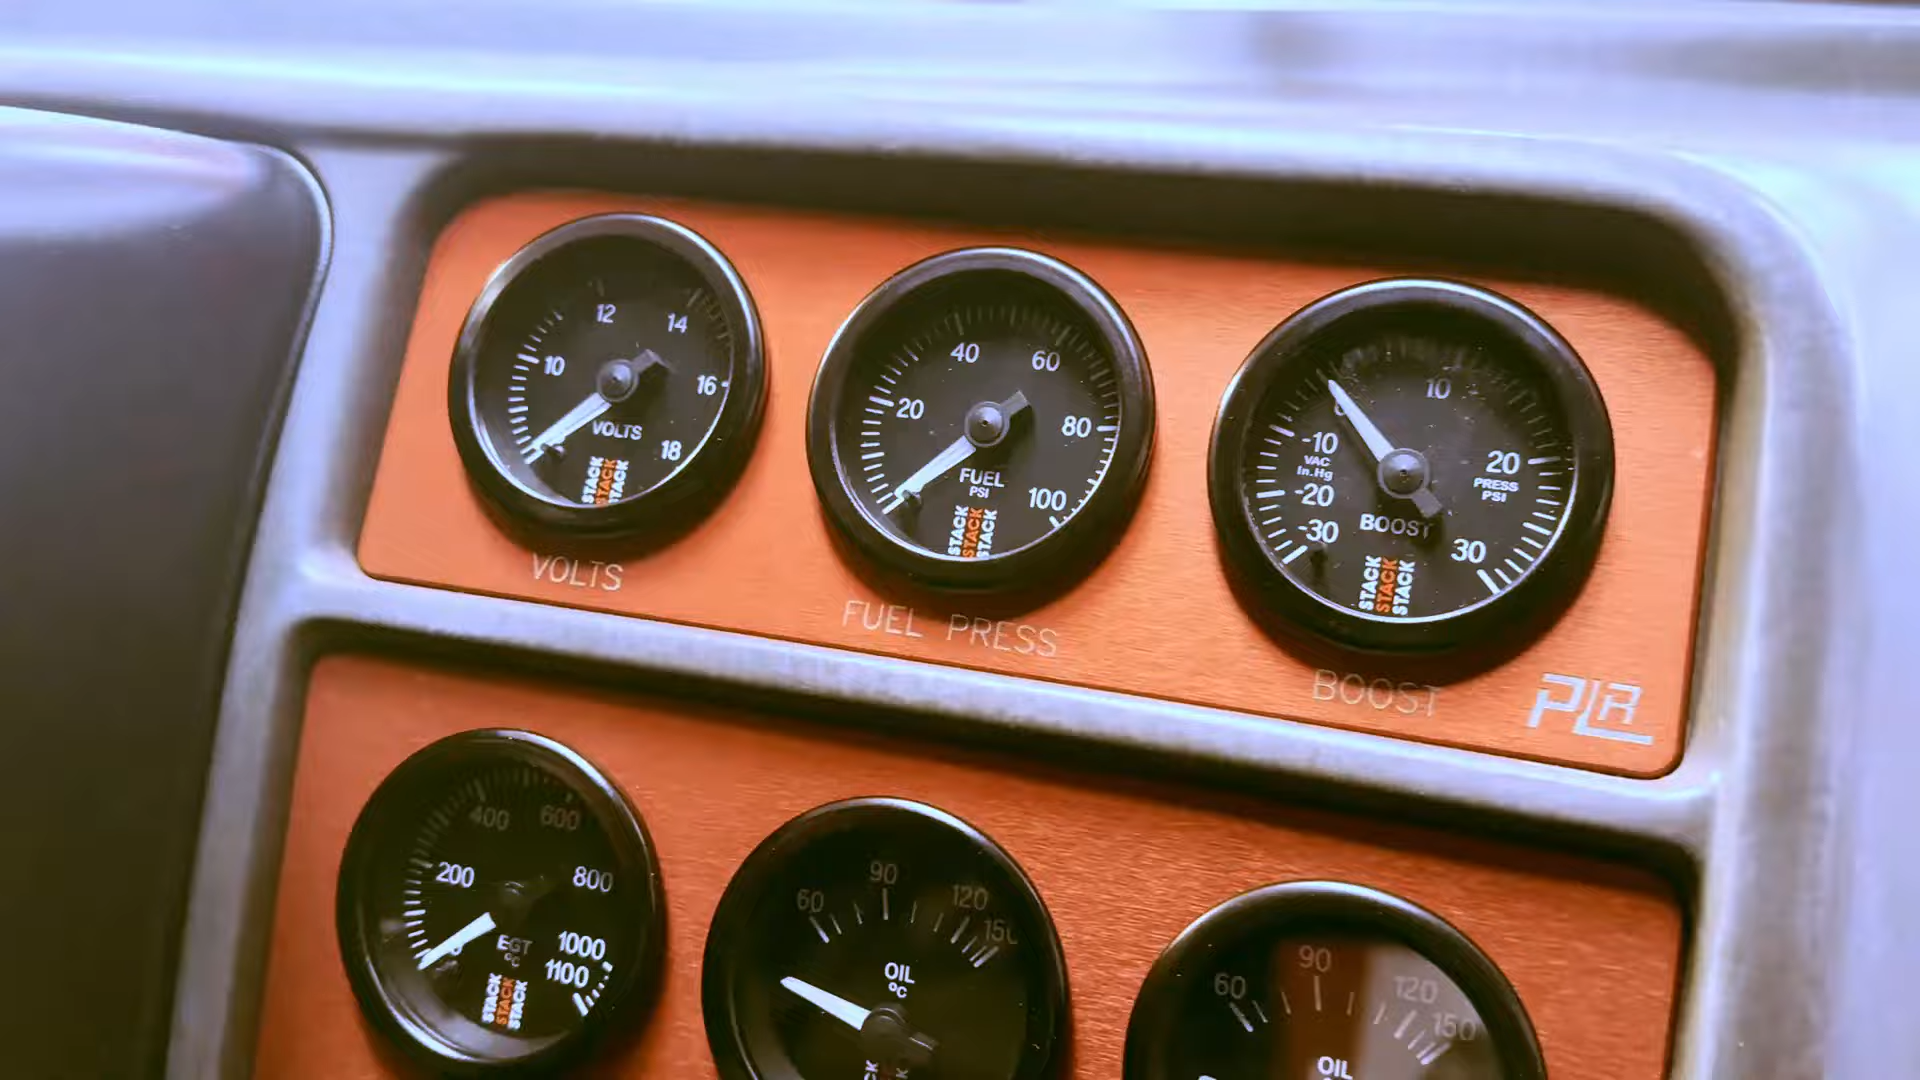 12 14
10 16
18
VOLTS
STACK
STACK
STACK
VOLTS
40 60
20 80
100
FUEL
PSI
STACK
STACK
STACK
FUEL PRESS
0 10
-10 20
VAC
In.Hg
PRESS
PSI
-20
-30 30
BOOST
STACK
STACK
STACK
BOOST
PLR
400 600
200 800
1000
1100
EGT
°C
STACK
STACK
STACK
60 90 120 150
OIL
°C
60 90 120 150
OIL